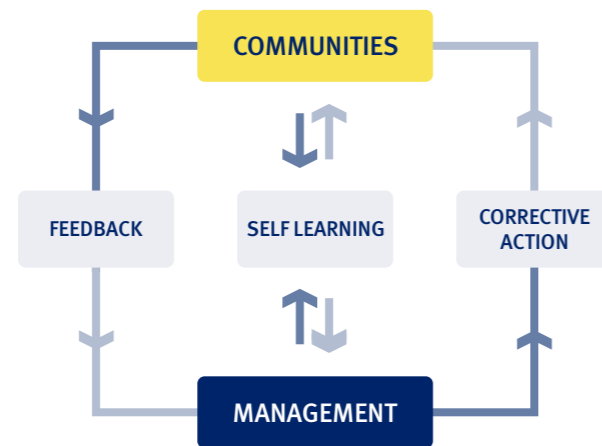 COMMUNITIES
FEEDBACK
SELF LEARNING
CORRECTIVE
ACTION
MANAGEMENT